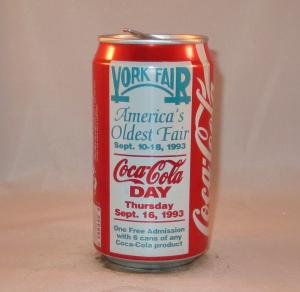 YORK FAIR
America's
Oldest Fair
Sept. 10-18, 1993
Coca-Cola
DAY
Thursday
Sept. 16, 1993
One Free Admission
with 6 cans of any
Coca-Cola product
Coca-Cola